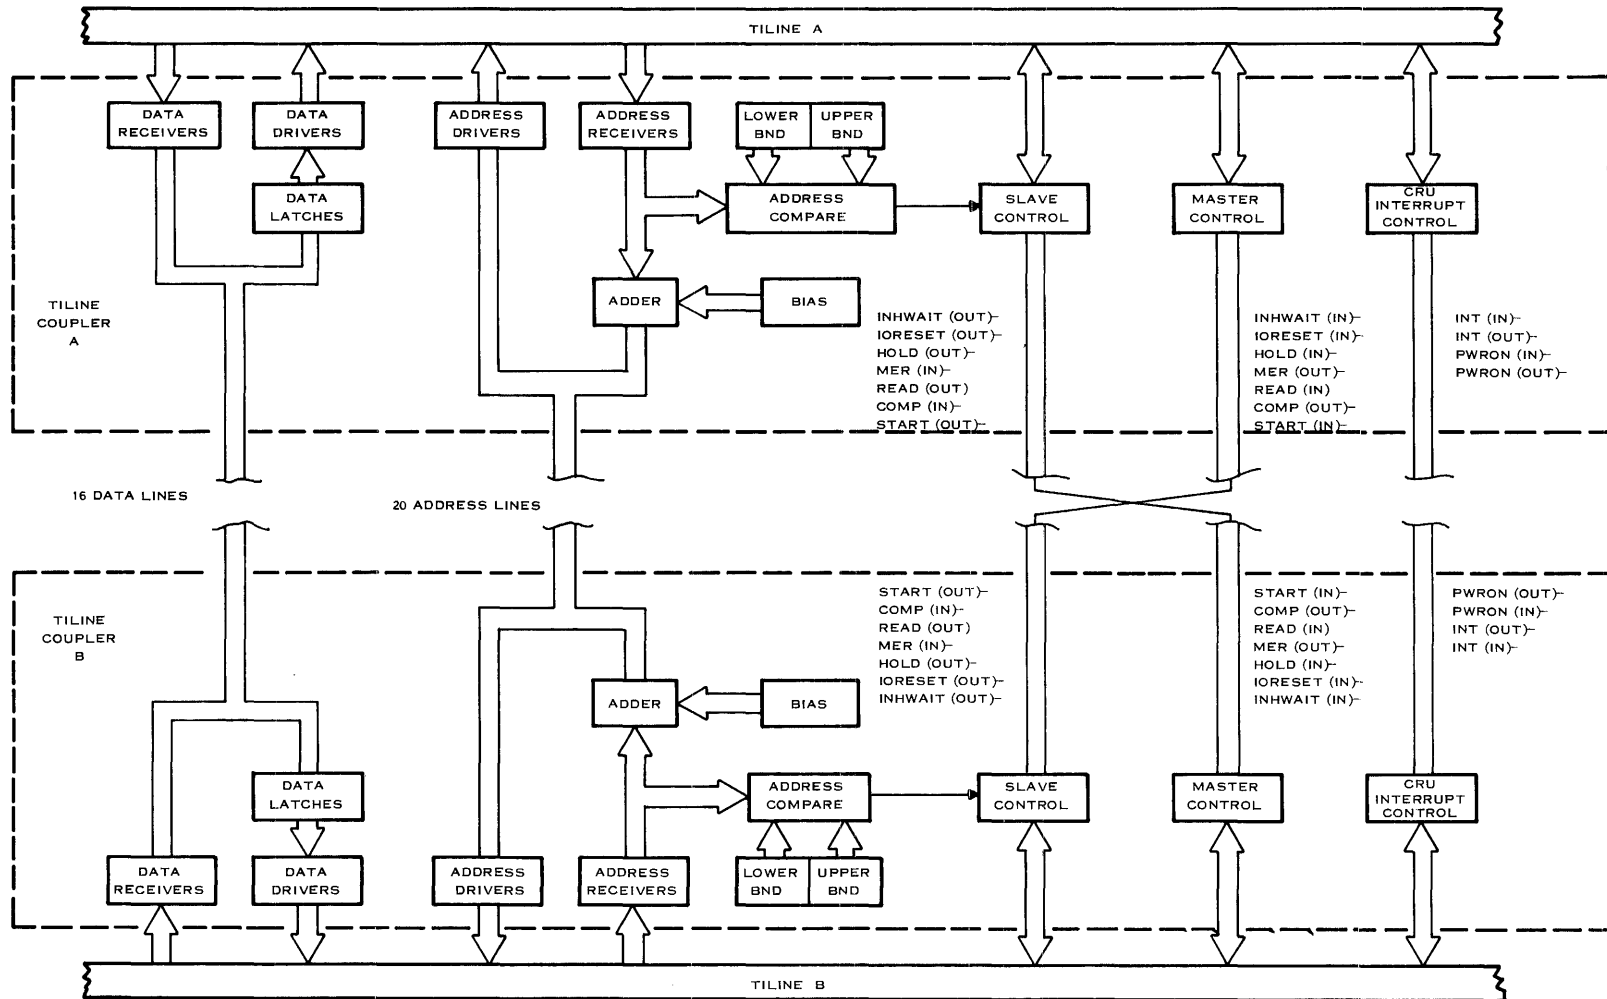 TILINE A
DATA
RECEIVERS
DATA
DRIVERS
ADDRESS
DRIVERS
ADDRESS
RECEIVERS
LOWER
BND
UPPER
BND
DATA
LATCHES
ADDRESS
COMPARE
SLAVE
CONTROL
MASTER
CONTROL
CRU
INTERRUPT
CONTROL
TILINE
COUPLER
A
ADDER
BIAS
INHWAIT (OUT)-
IORESET (OUT)-
HOLD (OUT)-
MER (IN)-
READ (OUT)
COMP (IN)-
START (OUT)-
INHWAIT (IN)-
IORESET (IN)-
HOLD (IN)-
MER (OUT)-
READ (IN)
COMP (OUT)-
START (IN)-
INT (IN)-
INT (OUT)-
PWRON (IN)-
PWRON (OUT)-
16 DATA LINES
20 ADDRESS LINES
TILINE
COUPLER
B
START (OUT)-
COMP (IN)-
READ (OUT)
MER (IN)-
HOLD (OUT)-
IORESET (OUT)-
INHWAIT (OUT)-
START (IN)-
COMP (OUT)-
READ (IN)
MER (OUT)-
HOLD (IN)-
IORESET (IN)-
INHWAIT (IN)-
PWRON (OUT)-
PWRON (IN)-
INT (OUT)-
INT (IN)-
ADDER
BIAS
DATA
LATCHES
ADDRESS
COMPARE
SLAVE
CONTROL
MASTER
CONTROL
CRU
INTERRUPT
CONTROL
DATA
RECEIVERS
DATA
DRIVERS
ADDRESS
DRIVERS
ADDRESS
RECEIVERS
LOWER
BND
UPPER
BND
TILINE B